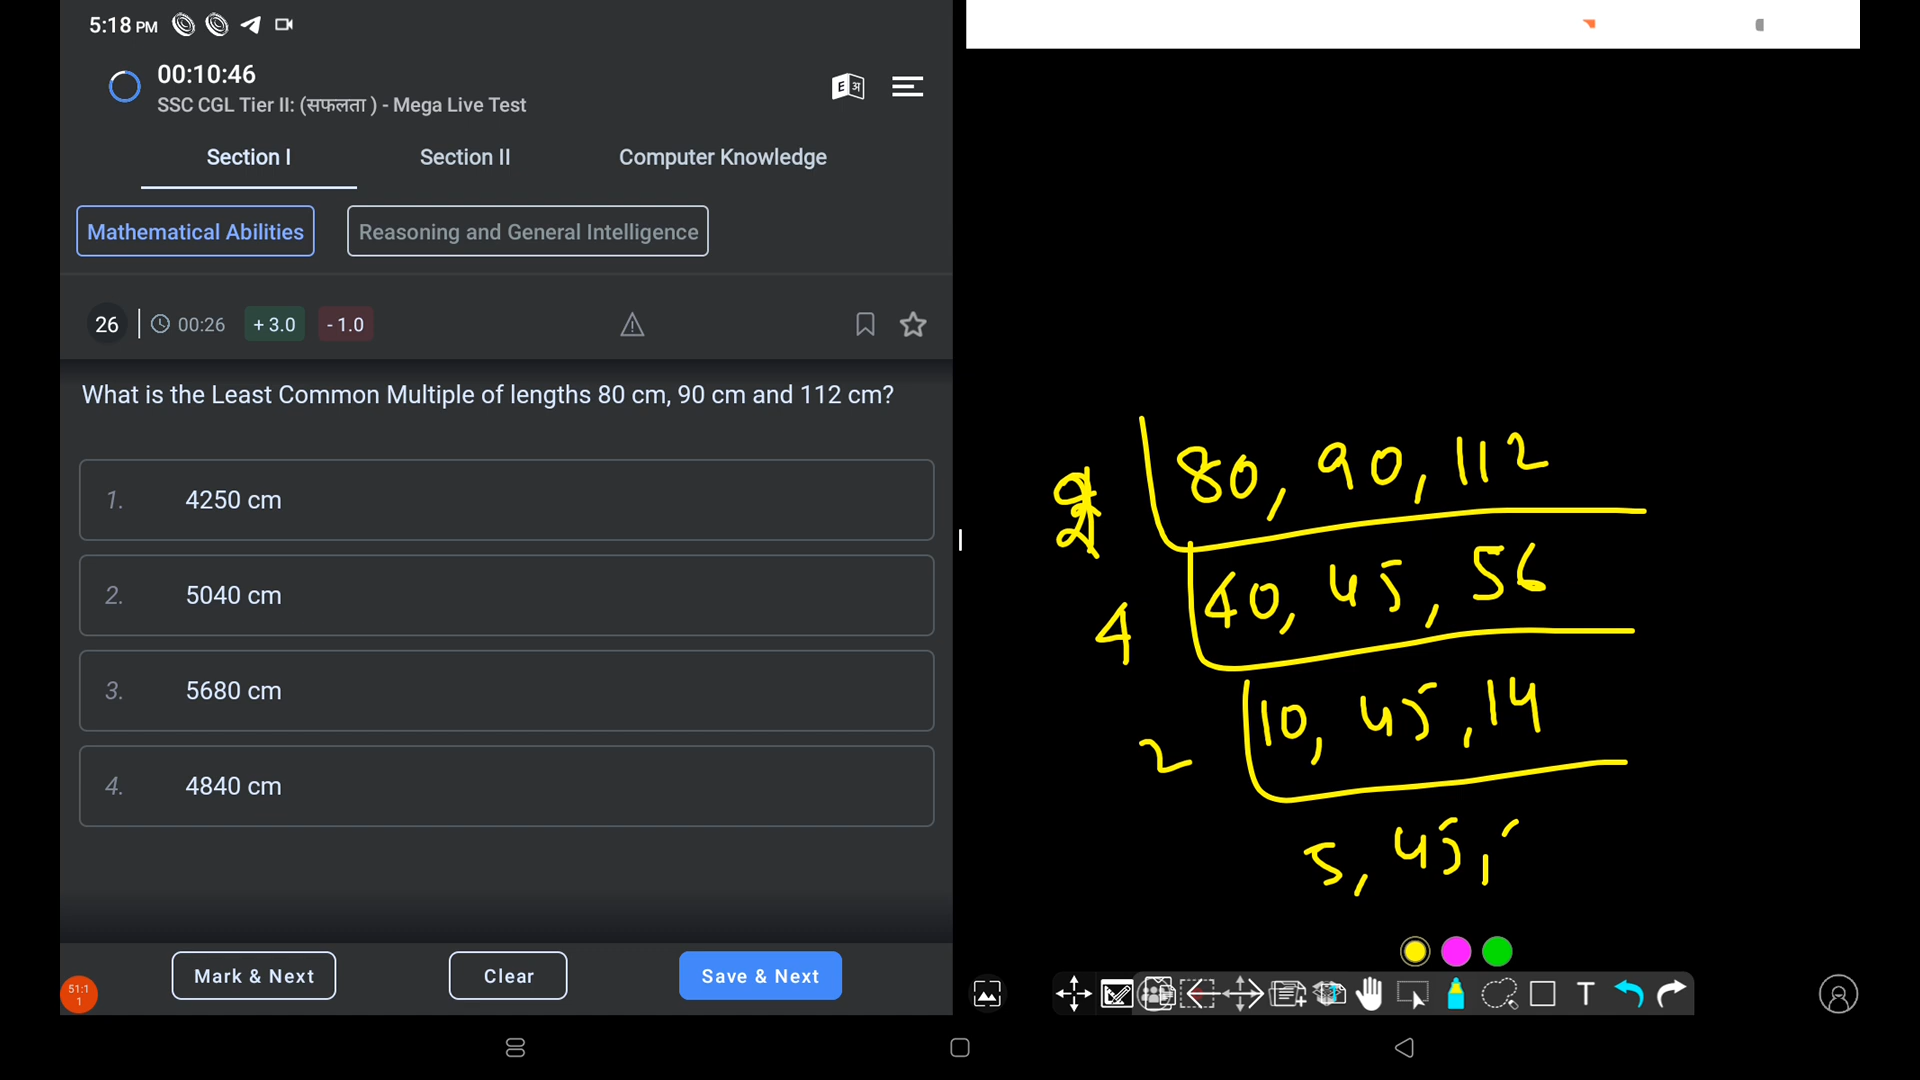 5:18 PM
00:10:46
SSC CGL Tier II: (सफलता ) - Mega Live Test
E अ
Section I Section II Computer Knowledge
Mathematical Abilities Reasoning and General Intelligence
26 00:26 + 3.0 - 1.0
What is the Least Common Multiple of lengths 80 cm, 90 cm and 112 cm?
1. 4250 cm
2. 5040 cm
3. 5680 cm
4. 4840 cm
Mark & Next Clear Save & Next
51:1
1
80, 90, 112
40, 45, 56
4
10, 45, 14
2
5, 45,
T